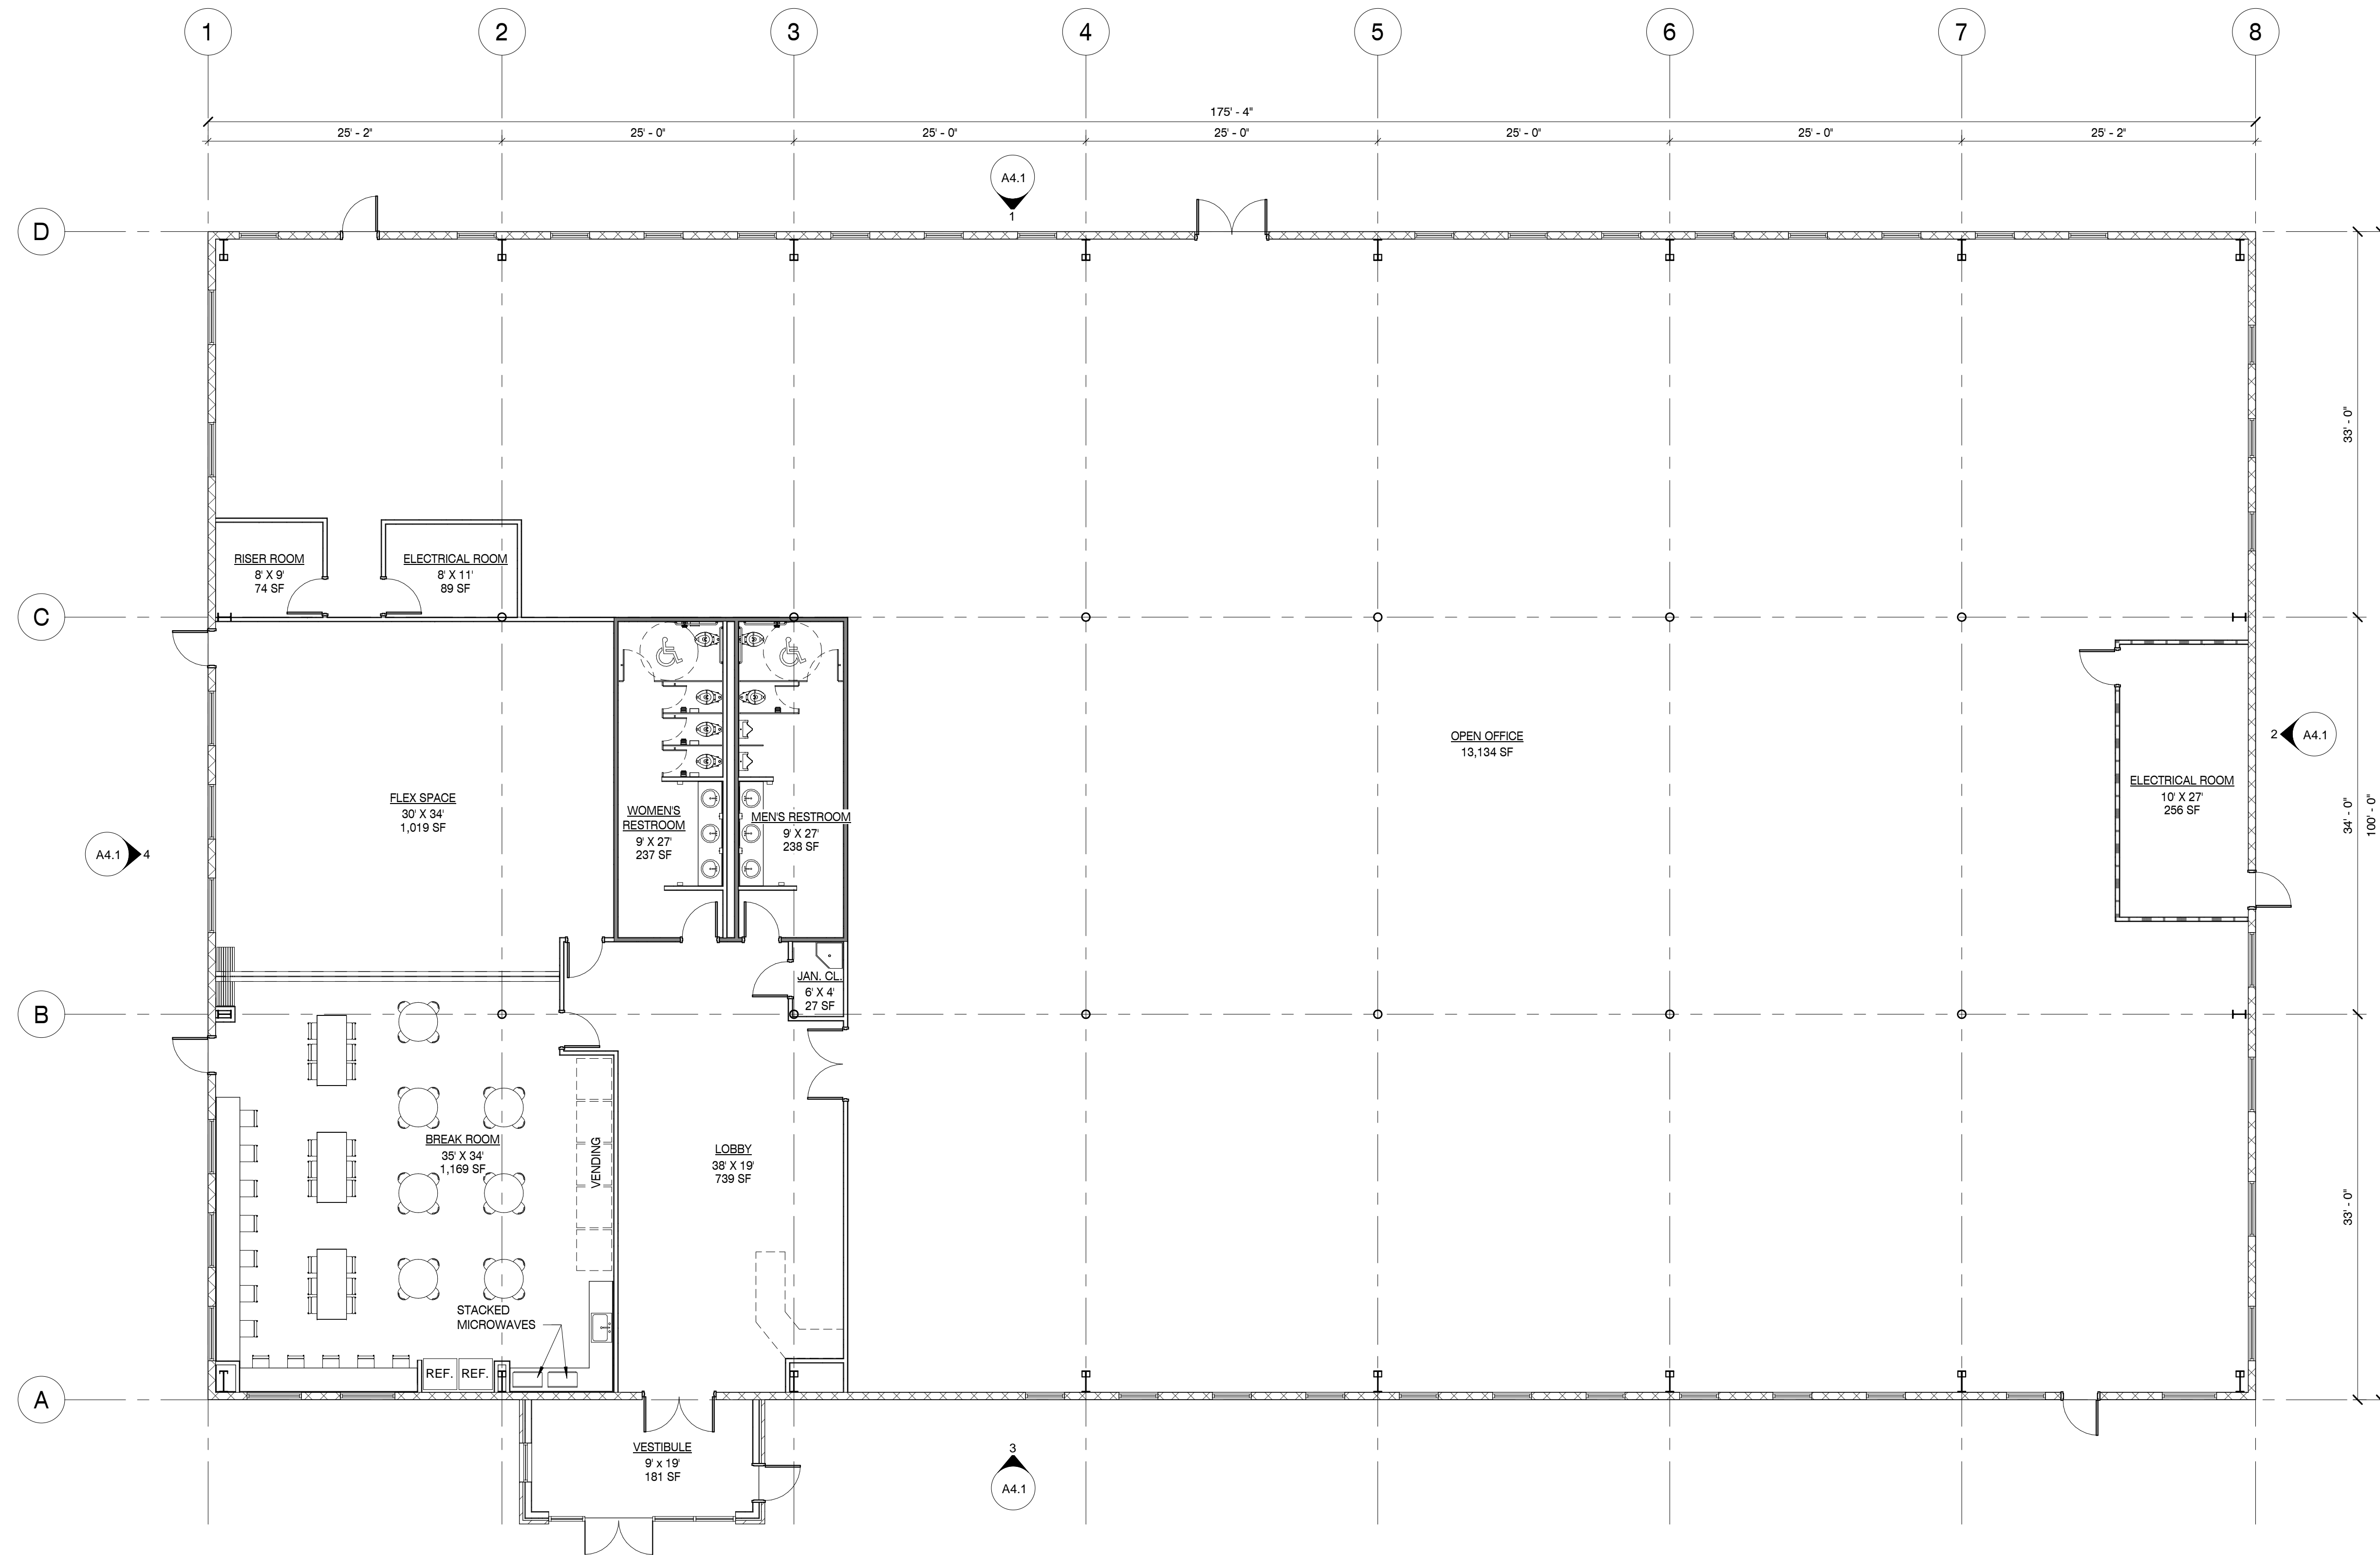 1 2 3 4 5 6 7 8
175' - 4"
25' - 2" 25' - 0" 25' - 0" 25' - 0" 25' - 0" 25' - 0" 25' - 2"
A4.1
1
D
33' - 0"
RISER ROOM
8' X 9'
74 SF
ELECTRICAL ROOM
8' X 11'
89 SF
C
OPEN OFFICE
13,134 SF
2 A4.1
ELECTRICAL ROOM
10' X 27'
256 SF
FLEX SPACE
30' X 34'
1,019 SF
WOMEN'S
RESTROOM
9' X 27'
237 SF
MEN'S RESTROOM
9' X 27'
238 SF
34' - 0"
100' - 0"
A4.1 4
JAN. CL.
6' X 4'
27 SF
B
BREAK ROOM
35' X 34'
1,169 SF
VENDING
LOBBY
38' X 19'
739 SF
33' - 0"
STACKED
MICROWAVES
REF. REF.
A
VESTIBULE
9' x 19'
181 SF
3
A4.1